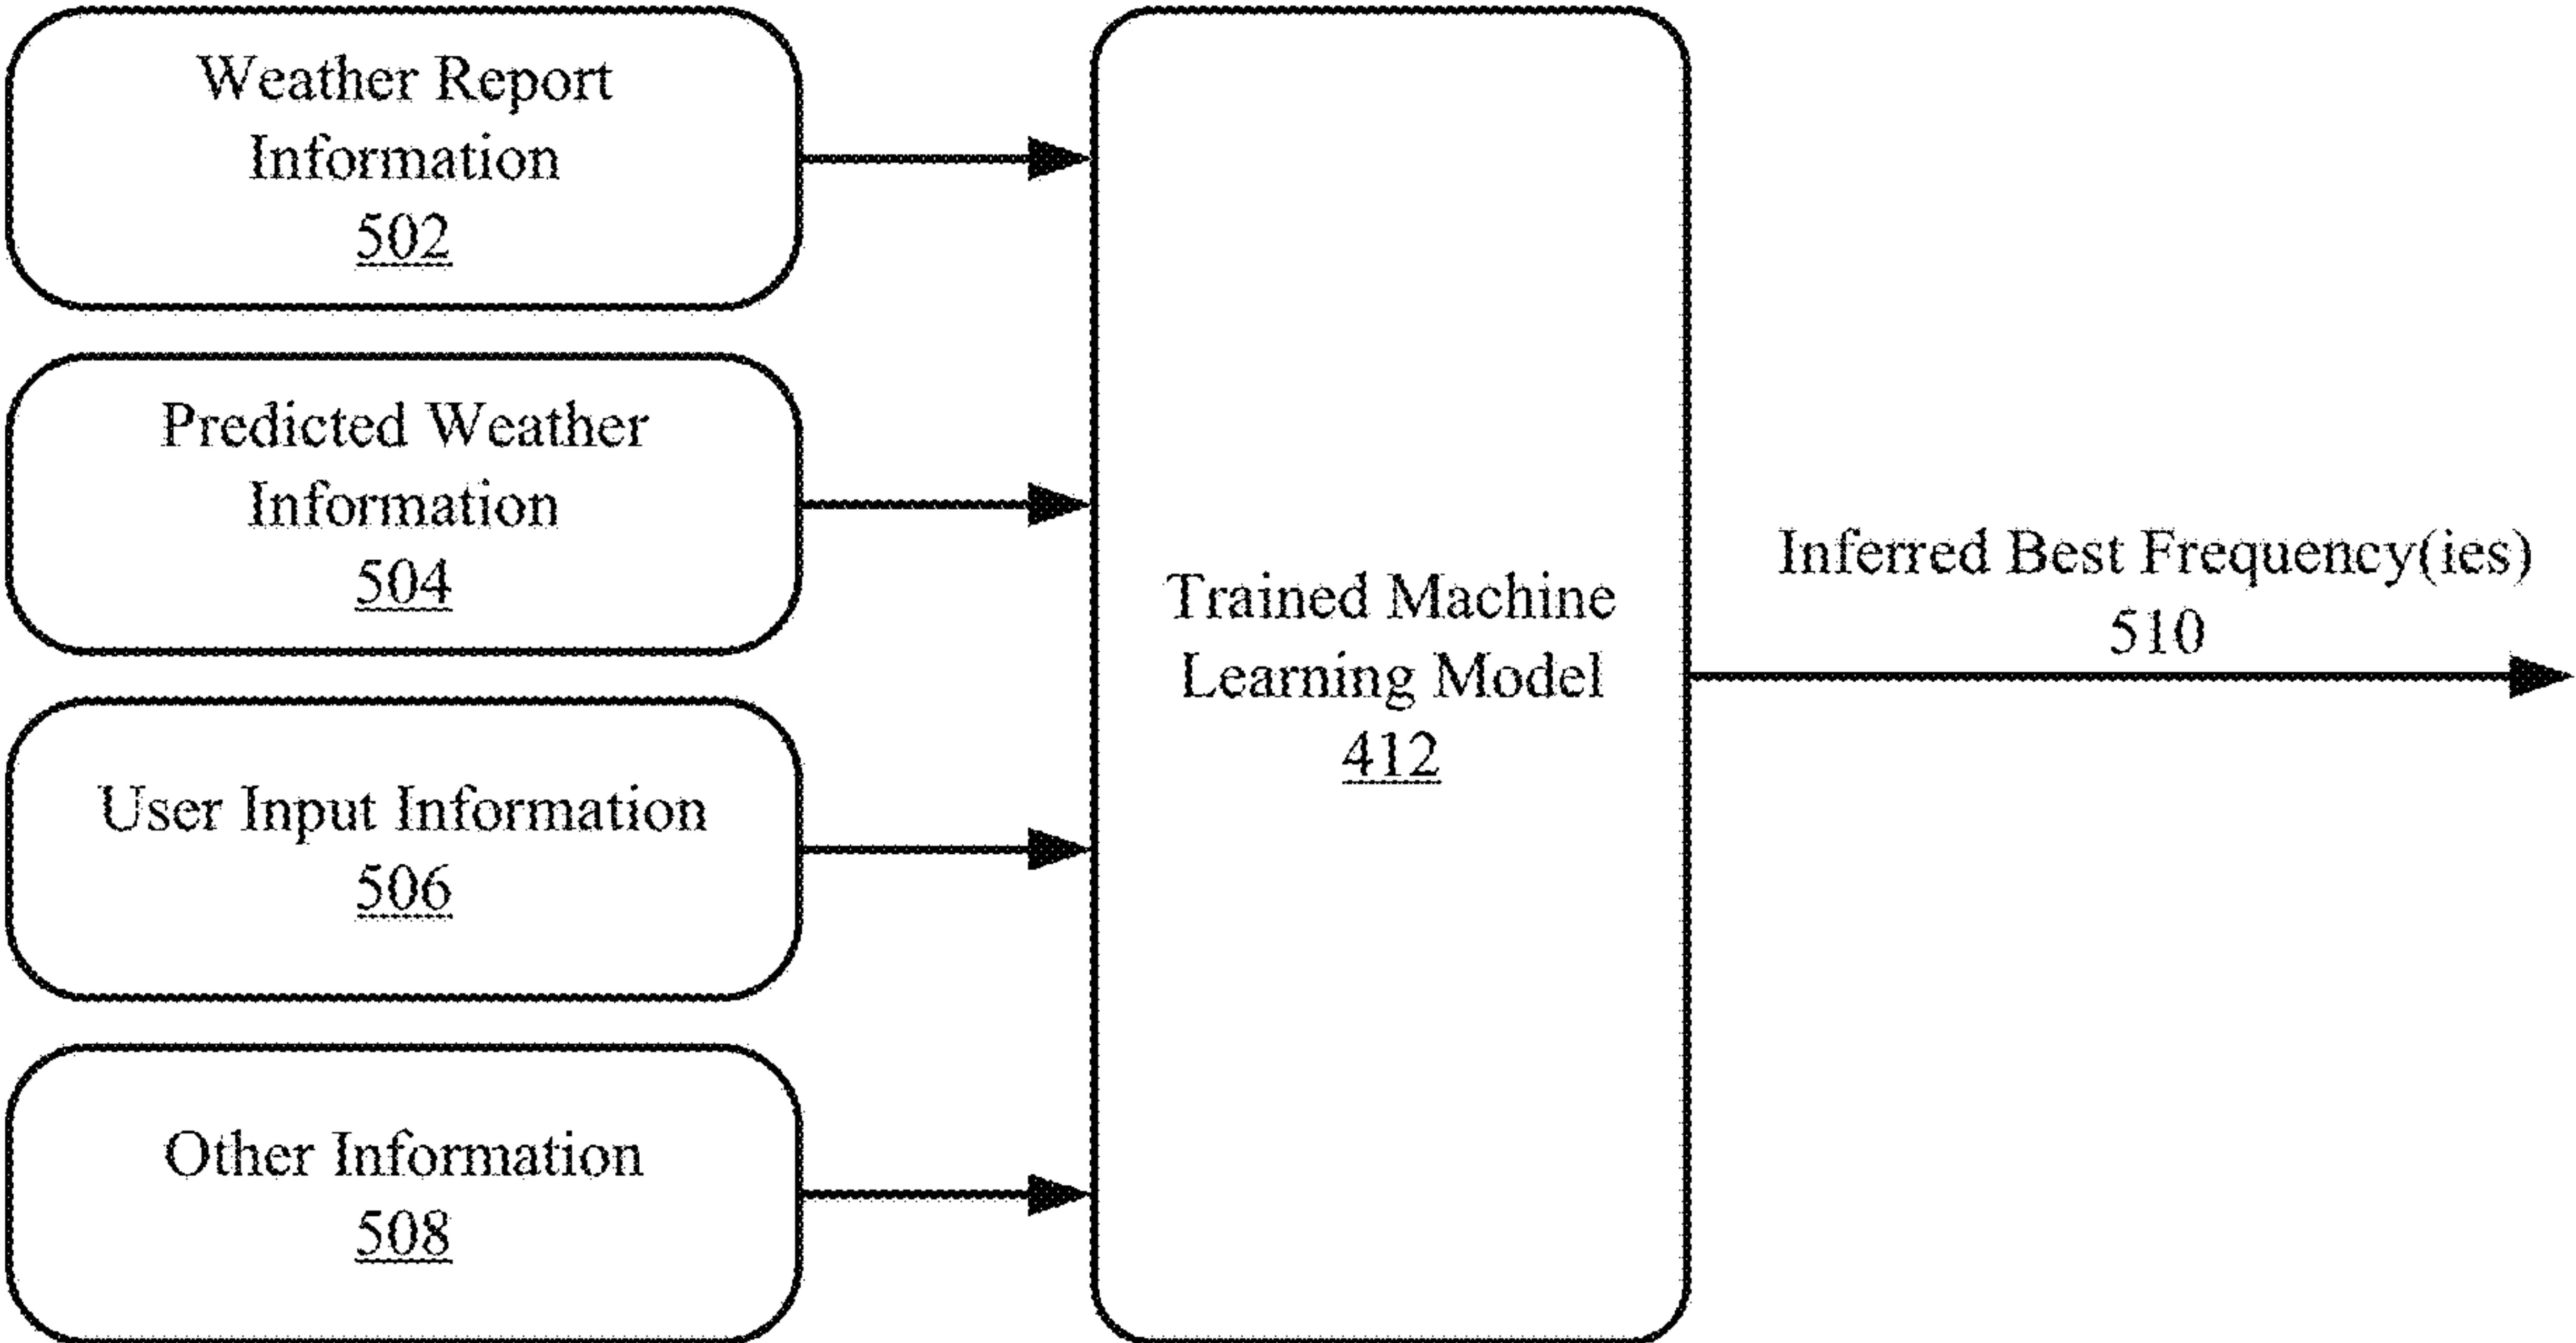 Weather Report
Information
502
Predicted Weather
Information
504
User Input Information
506
Other Information
508
Trained Machine
Learning Model
412
Inferred Best Frequency(ies)
510